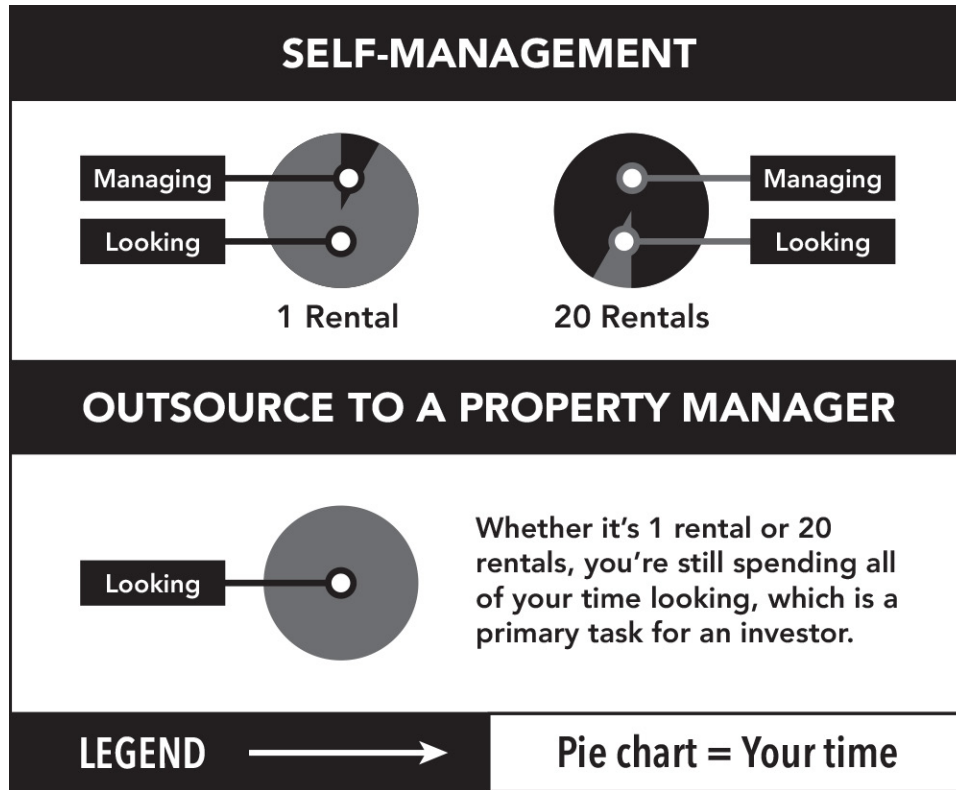 SELF-MANAGEMENT
Managing
Looking
1 Rental
Managing
Looking
20 Rentals
OUTSOURCE TO A PROPERTY MANAGER
Looking
Whether it's 1 rental or 20
rentals, you're still spending all
of your time looking, which is a
primary task for an investor.
LEGEND
Pie chart = Your time